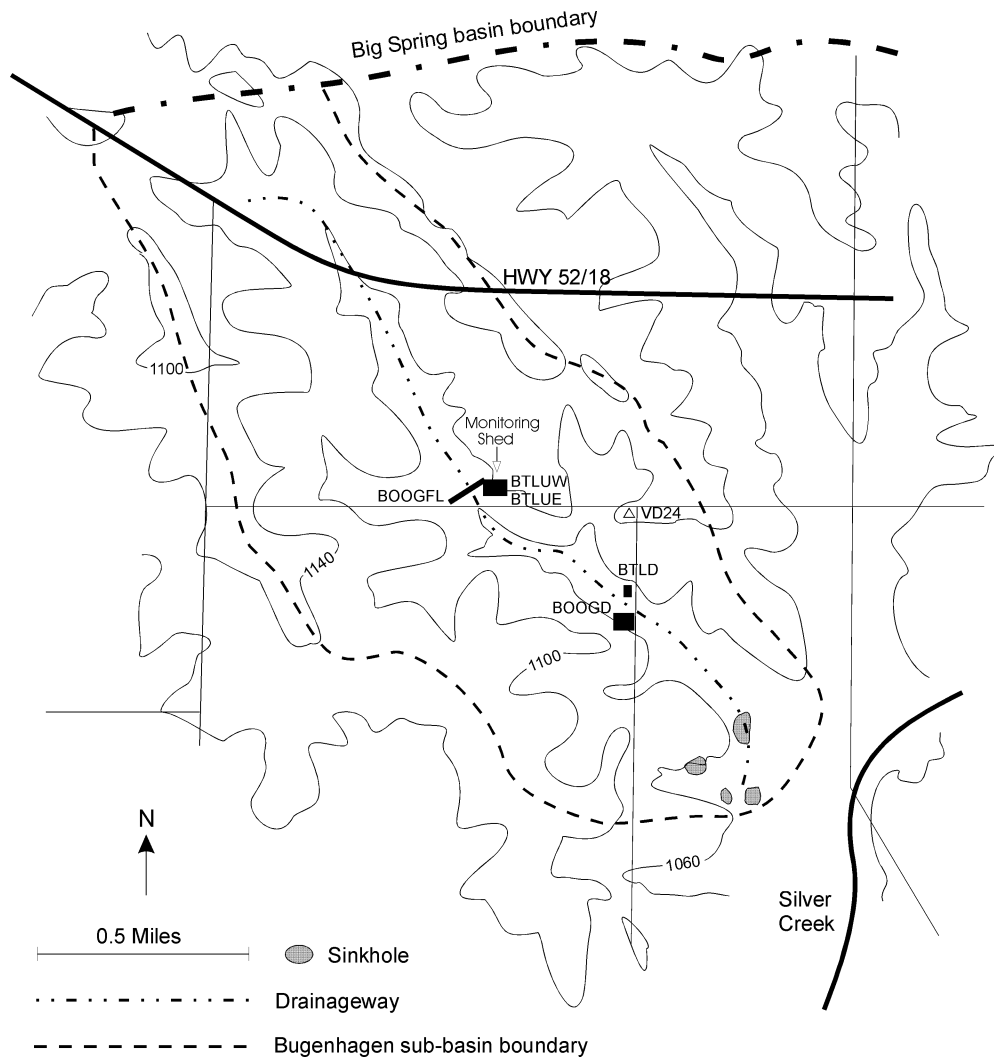 Big Spring basin boundary
HWY 52/18
1100
Monitoring
Shed
BOOGFL
BTLUW
BTLUE
VD24
1140
BTLD
BOOGD
1100
N
1060
Silver
Creek
0.5 Miles
Sinkhole
Drainageway
Bugenhagen sub-basin boundary